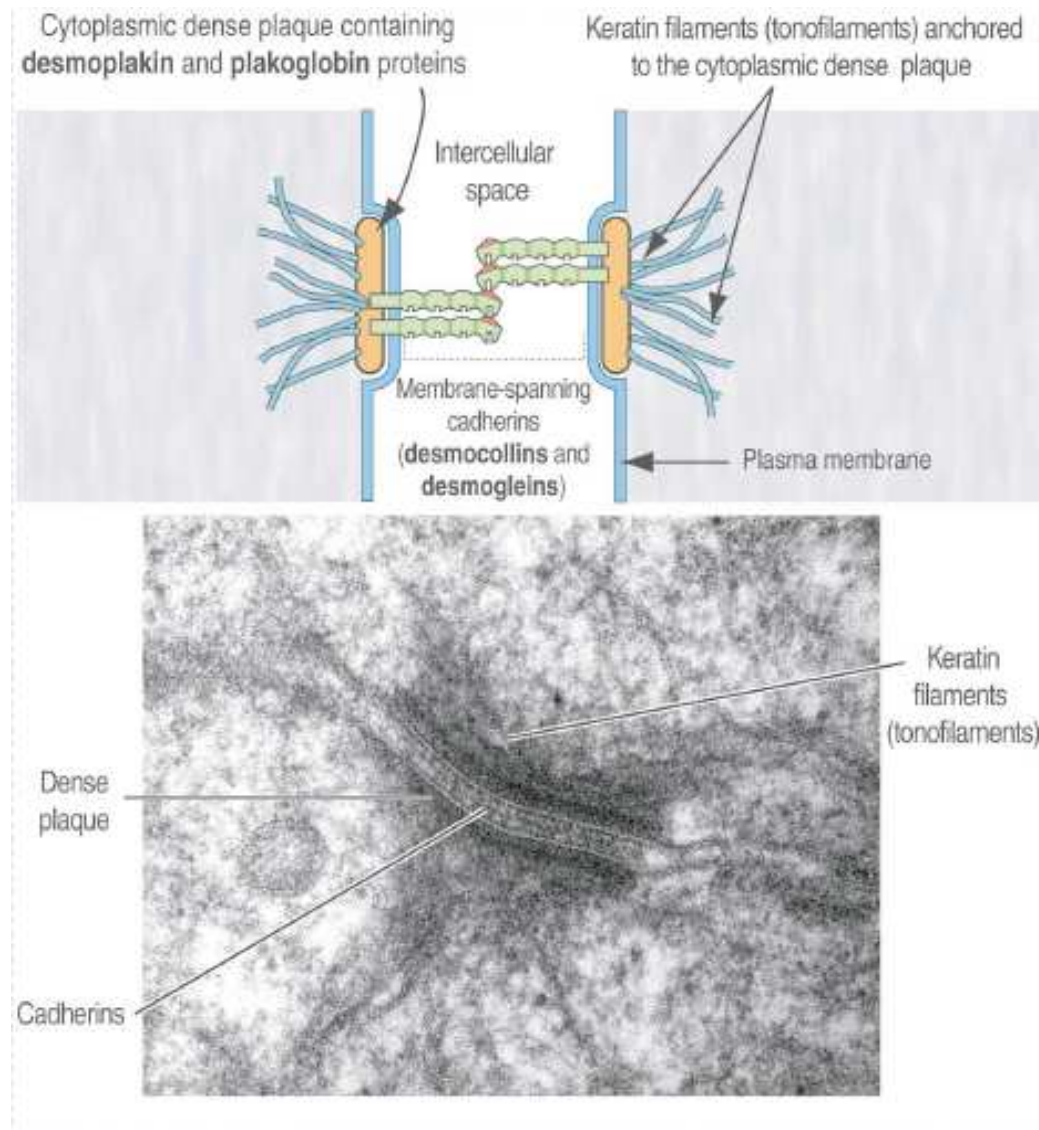 Cytoplasmic dense plaque containing
desmoplakin and plakoglobin proteins
Keratin filaments (tonofilaments) anchored
to the cytoplasmic dense plaque
Intercellular
space
Membrane-spanning
cadherins
(desmocollins and
desmogleins)
Plasma membrane
Keratin
filaments
(tonofilaments)
Dense
plaque
Cadherins